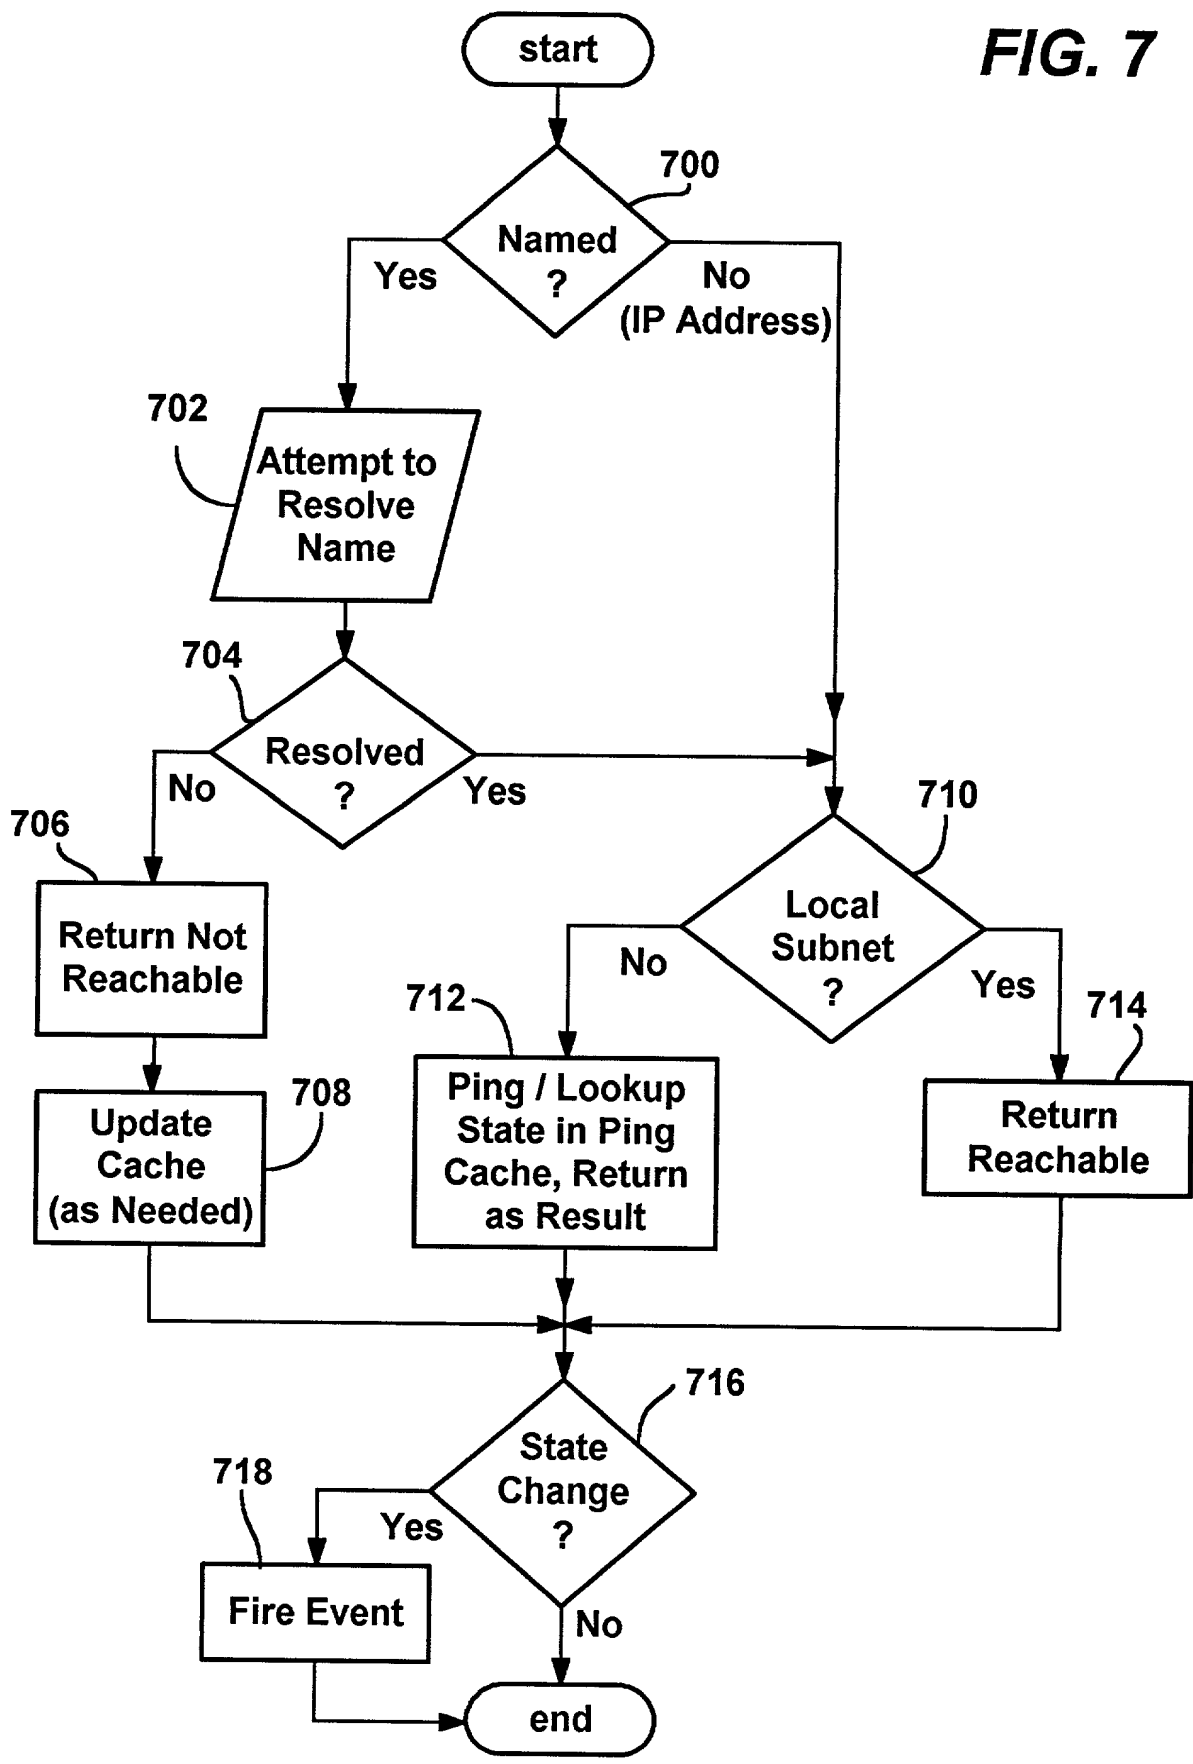 start
FIG. 7
700
Named
?
Yes
No
(IP Address)
702
Attempt to
Resolve
Name
704
Resolved
?
No
Yes
706
Return Not
Reachable
710
Local
Subnet
?
No
Yes
712
714
Ping / Lookup
State in Ping
Cache, Return
as Result
Return
Reachable
708
Update
Cache
(as Needed)
716
State
Change
?
718
Yes
No
Fire Event
end